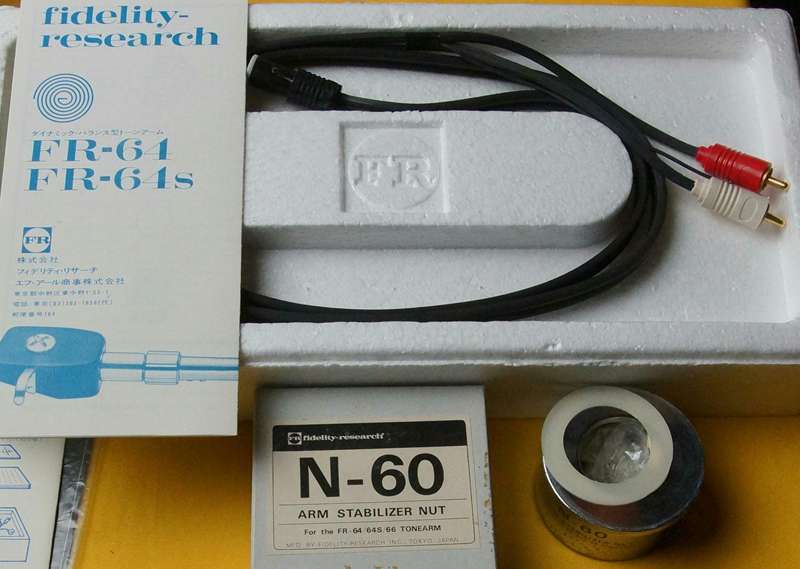 fidelity-
research
ダイナミック・バランス型トーンアーム
FR-64
FR-64s
FR
株式会社
フィデリティ・リサーチ
エフ・アール商事株式会社
FR
FR fidelity-research
N-60
ARM STABILIZER NUT
For the FR-64/64S/66 TONEARM
MFD BY FIDELITY-RESEARCH INC., TOKYO, JAPAN
N-60